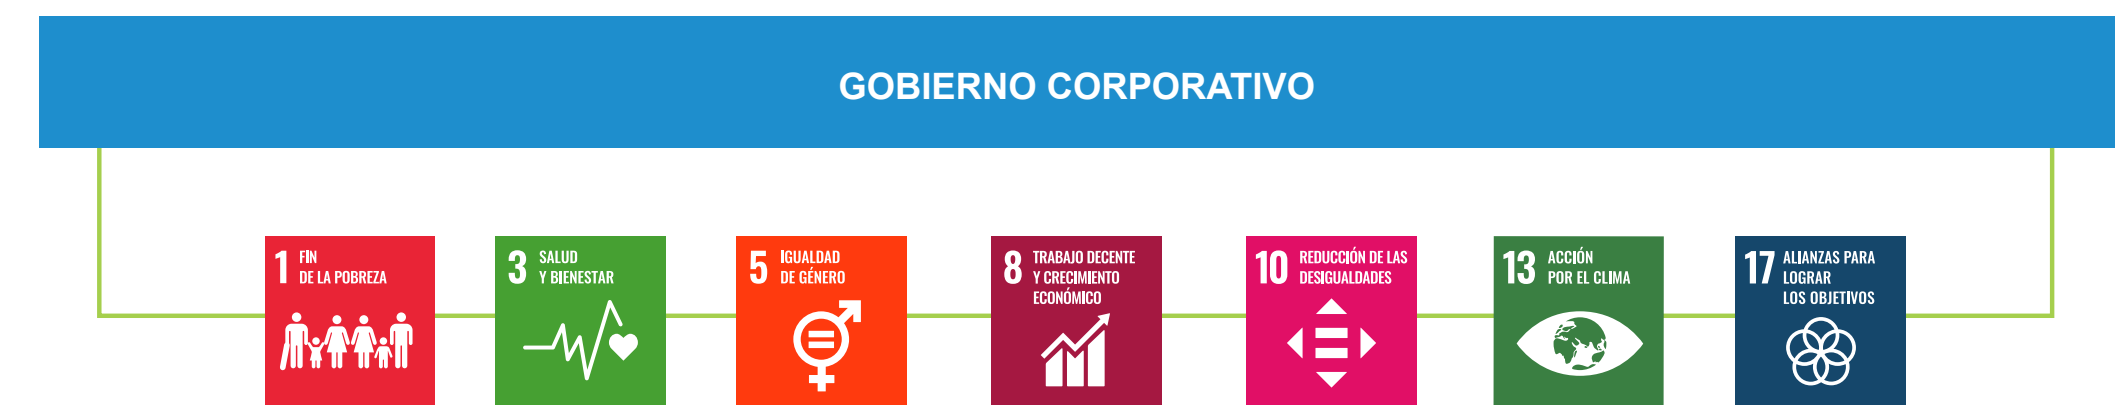 GOBIERNO CORPORATIVO
1 FIN
DE LA POBREZA
3 SALUD
Y BIENESTAR
5 IGUALDAD
DE GÉNERO
8 TRABAJO DECENTE
Y CRECIMIENTO
ECONÓMICO
10 REDUCCIÓN DE LAS
DESIGUALDADES
13 ACCIÓN
POR EL CLIMA
17 ALIANZAS PARA
LOGRAR
LOS OBJETIVOS